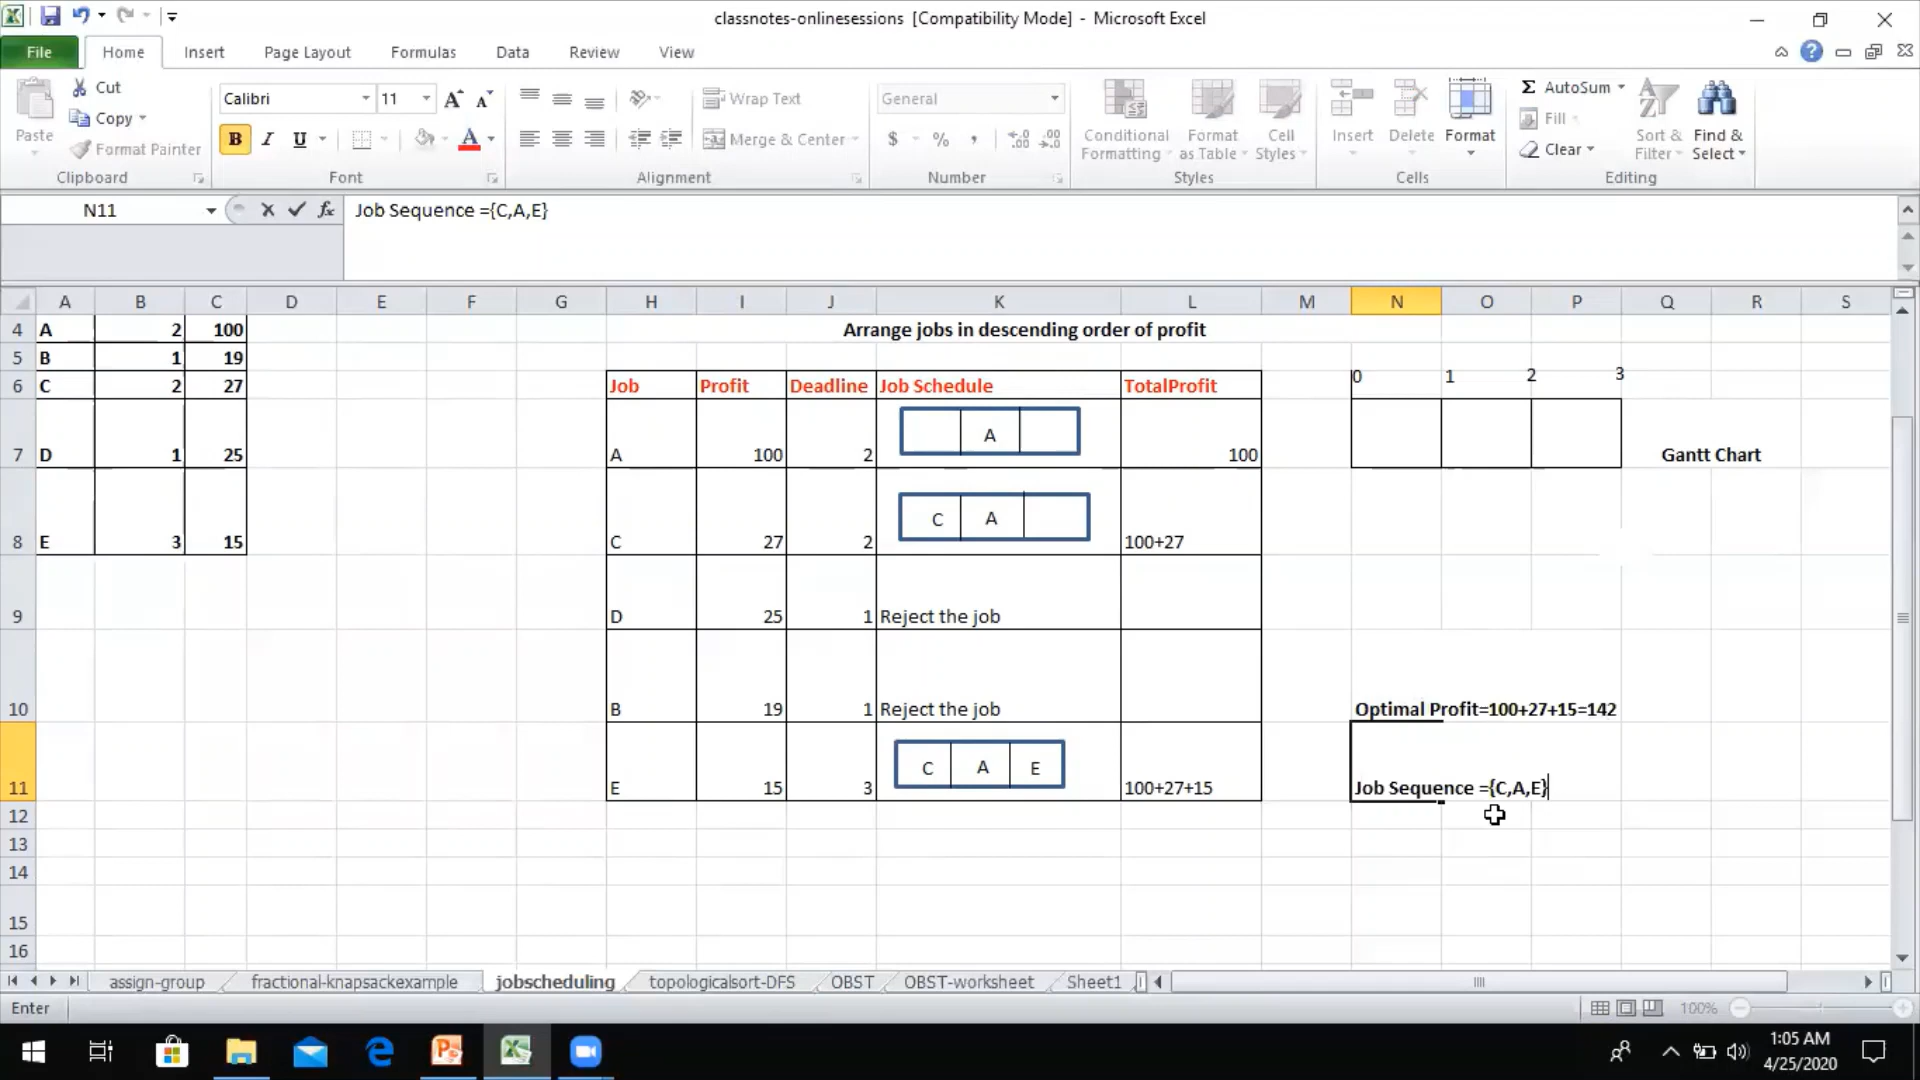 classnotes-onlinesessions [Compatibility Mode] - Microsoft Excel
File Home Insert Page Layout Formulas Data Review View
Paste
Cut
Copy
Format Painter
Clipboard
Calibri 11
B I U
Font
Wrap Text
Merge & Center
Alignment
General
$ % ,
Number
Conditional Formatting
Format as Table
Cell Styles
Styles
Insert Delete Format
Cells
AutoSum
Fill
Clear
Sort & Filter
Find & Select
Editing
N11 fx Job Sequence ={C,A,E}
A B C D E F G H I J K L M N O P Q R S
4 A 2 100 Arrange jobs in descending order of profit
5 B 1 19
6 C 2 27 Job Profit Deadline Job Schedule TotalProfit 0 1 2 3
A
7 D 1 25 A 100 2 100 Gantt Chart
C A
8 E 3 15 C 27 2 100+27
9 D 25 1 Reject the job
10 B 19 1 Reject the job Optimal Profit=100+27+15=142
C A E
11 E 15 3 100+27+15 Job Sequence ={C,A,E}
12
13
14
15
16
assign-group fractional-knapsackexample jobscheduling topologicalsort-DFS OBST OBST-worksheet Sheet1
Enter 100%
1:05 AM
4/25/2020